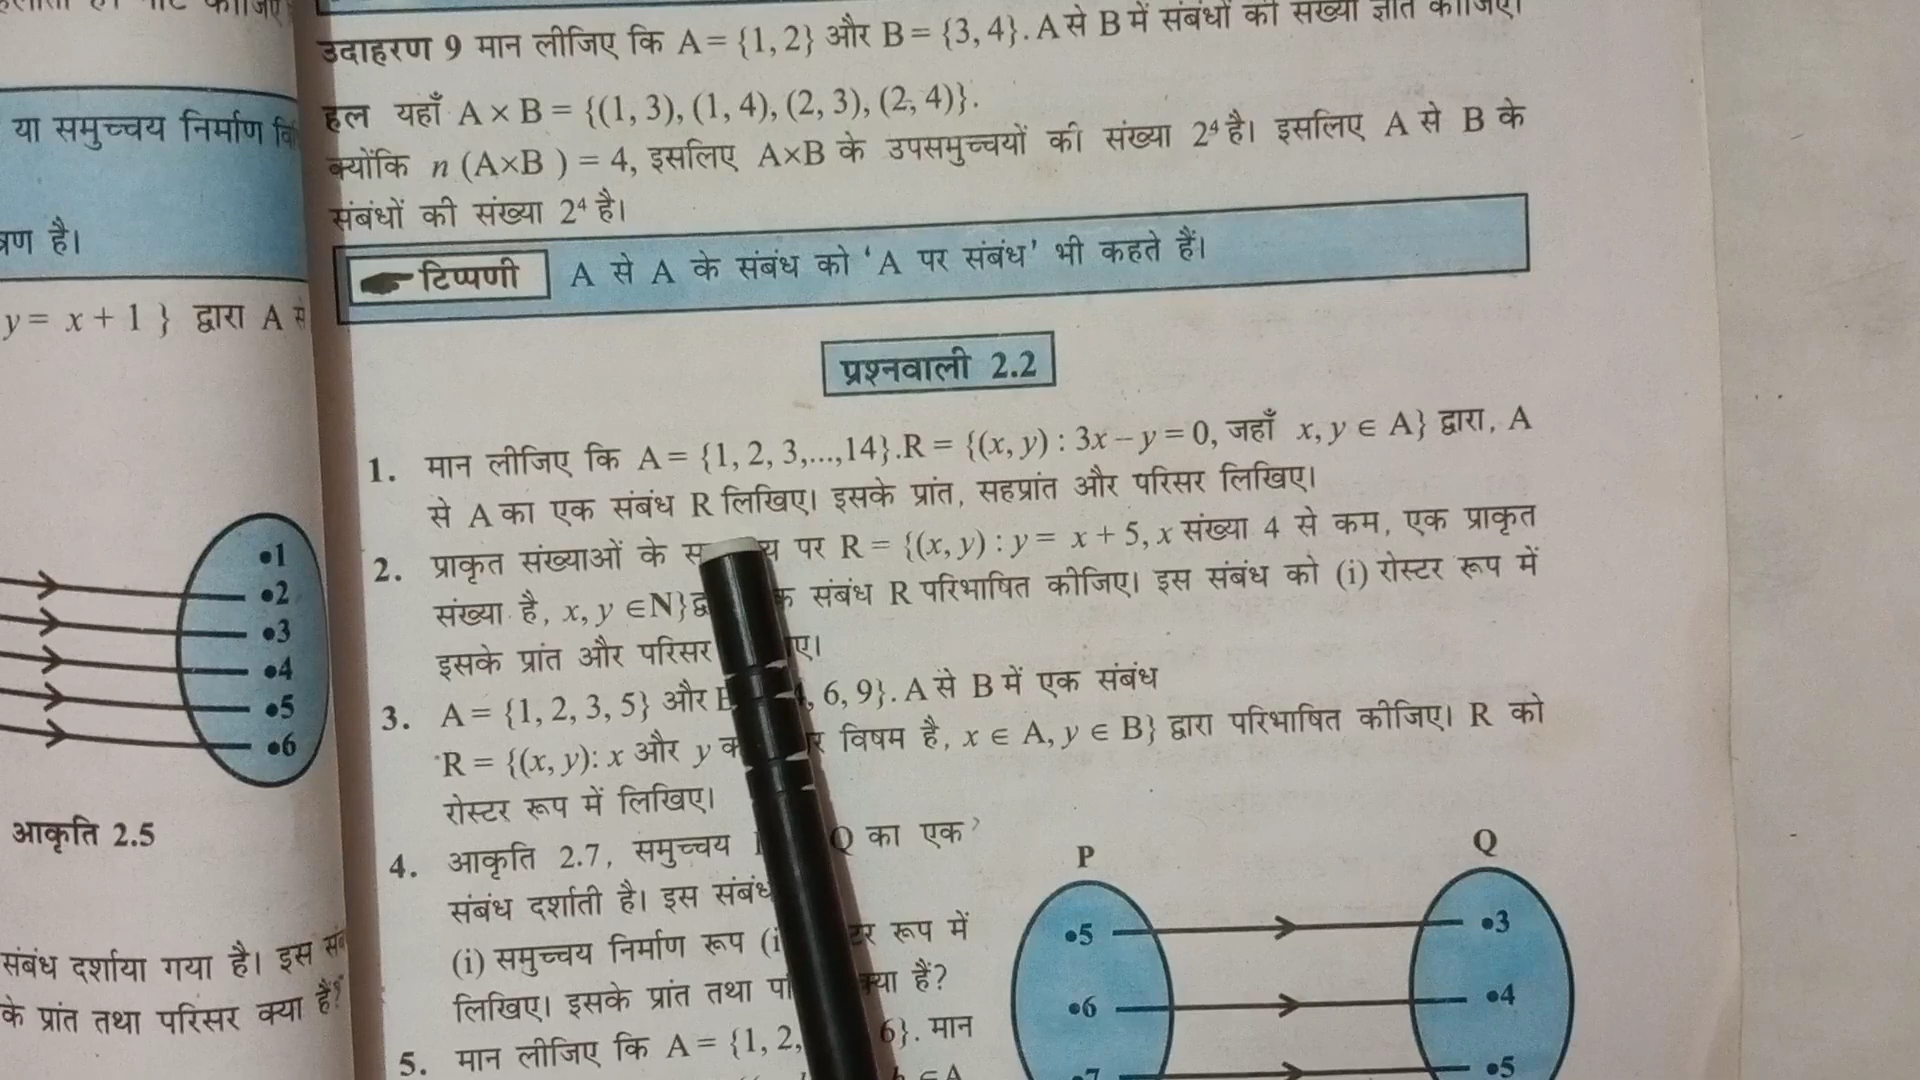 या समुच्चय निर्माण
है।
y = x + 1 } द्वारा A से
•1
•2
•3
•4
•5
•6
आकृति 2.5
संबंध दर्शाया गया है। इस
के प्रांत तथा परिसर क्या हैं?
उदाहरण 9 मान लीजिए कि A = {1, 2} और B = {3, 4}. A से B में संबंधों की संख्या ज्ञात कीजिए।
हल यहाँ A × B = {(1, 3), (1, 4), (2, 3), (2, 4)}.
क्योंकि n (A×B ) = 4, इसलिए A×B के उपसमुच्चयों की संख्या 2⁴ है। इसलिए A से B के
संबंधों की संख्या 2⁴ है।
टिप्पणी A से A के संबंध को ‘A पर संबंध’ भी कहते हैं।
प्रश्नवाली 2.2
1. मान लीजिए कि A = {1, 2, 3,...,14}.R = {(x, y) : 3x – y = 0, जहाँ x, y ∈ A} द्वारा, A
से A का एक संबंध R लिखिए। इसके प्रांत, सहप्रांत और परिसर लिखिए।
2. प्राकृत संख्याओं के पर R = {(x, y) : y = x + 5, x संख्या 4 से कम, एक प्राकृत
संख्या है, x, y ∈N} संबंध R परिभाषित कीजिए। इस संबंध को (i) रोस्टर रूप में
इसके प्रांत और परिसर
3. A = {1, 2, 3, 5} और 6, 9}. A से B में एक संबंध
R = {(x, y): x और y विषम है, x ∈ A, y ∈ B} द्वारा परिभाषित कीजिए। R को
रोस्टर रूप में लिखिए।
4. आकृति 2.7, समुच्चय Q का एक
संबंध दर्शाती है। इस संबंध
(i) समुच्चय निर्माण रूप रूप में
लिखिए। इसके प्रांत तथा क्या हैं?
5. मान लीजिए कि A = {1, 2, 6}. मान
P
Q
•5
•3
•6
•4
•7
•5